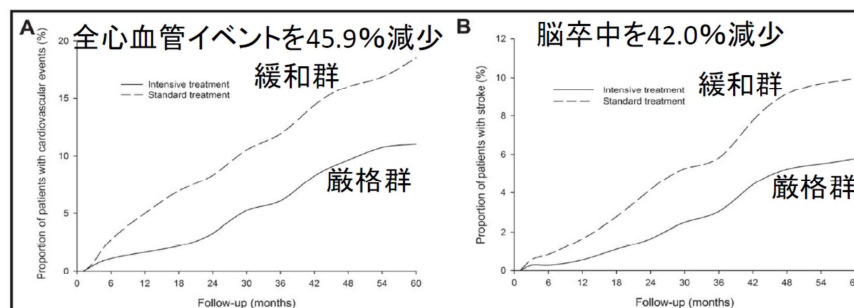 A
全心血管イベントを45.9%減少
Proportion of patients with cardiovascular events (%)
20
15
10
5
0
Intensive treatment
Standard treatment
緩和群
厳格群
0 6 12 18 24 30 36 42 48 54 60
Follow-up (months)
B
脳卒中を42.0%減少
Proportion of patients with stroke (%)
12
10
8
6
4
2
0
Intensive treatment
Standard treatment
緩和群
厳格群
0 6 12 18 24 30 36 42 48 54
Follow-up (months)